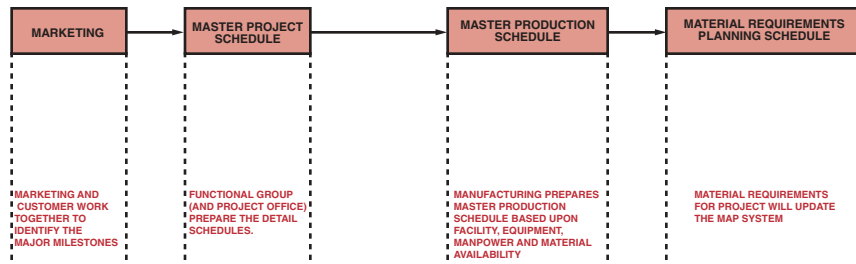 MARKETING
MASTER PROJECT
SCHEDULE
MASTER PRODUCTION
SCHEDULE
MATERIAL REQUIREMENTS
PLANNING SCHEDULE
MARKETING AND
CUSTOMER WORK
TOGETHER TO
IDENTIFY THE
MAJOR MILESTONES
FUNCTIONAL GROUP
(AND PROJECT OFFICE)
PREPARE THE DETAIL
SCHEDULES.
MANUFACTURING PREPARES
MASTER PRODUCTION
SCHEDULE BASED UPON
FACILITY, EQUIPMENT,
MANPOWER AND MATERIAL
AVAILABILITY
MATERIAL REQUIREMENTS
FOR PROJECT WILL UPDATE
THE MAP SYSTEM